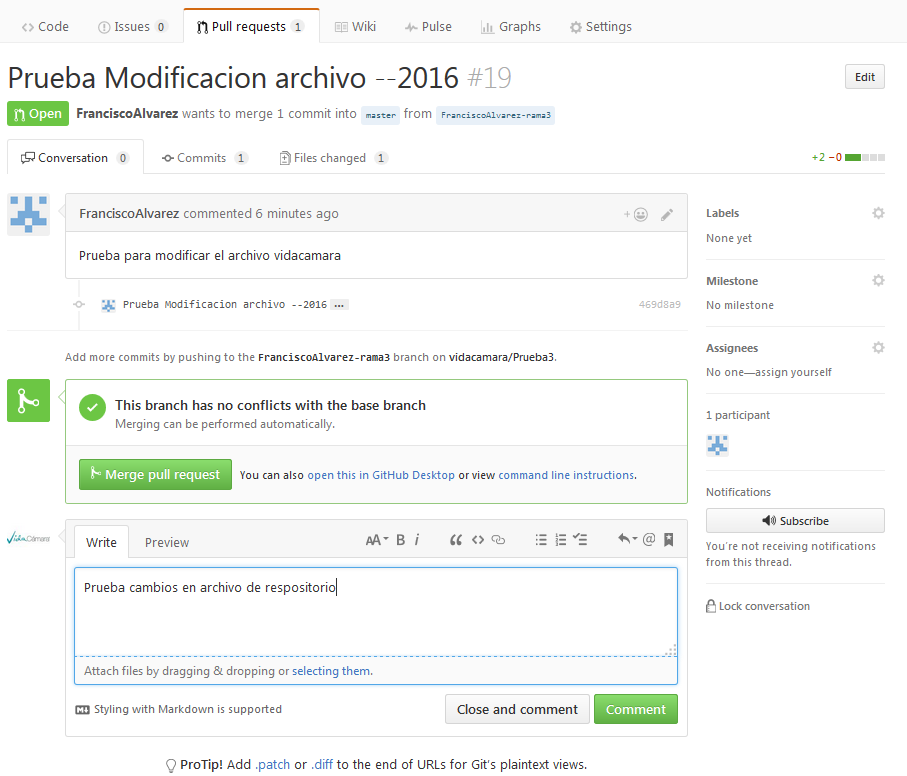 Code Issues 0 Pull requests 1 Wiki Pulse Graphs Settings
Prueba Modificacion archivo --2016 #19 Edit
Open FranciscoAlvarez wants to merge 1 commit into master from FranciscoAlvarez-rama3
Conversation 0 Commits 1 Files changed 1 +2 −0
FranciscoAlvarez commented 6 minutes ago
Prueba para modificar el archivo vidacamara
Prueba Modificacion archivo --2016 … 469d8a9
Add more commits by pushing to the FranciscoAlvarez-rama3 branch on vidacamara/Prueba3.
This branch has no conflicts with the base branch
Merging can be performed automatically.
Merge pull request You can also open this in GitHub Desktop or view command line instructions.
VidaCámara
Write Preview AA B i
Prueba cambios en archivo de respositorio
Attach files by dragging & dropping or selecting them.
Styling with Markdown is supported
Close and comment Comment
ProTip! Add .patch or .diff to the end of URLs for Git's plaintext views.
Labels
None yet
Milestone
No milestone
Assignees
No one—assign yourself
1 participant
Notifications
Subscribe
You're not receiving notifications
from this thread.
Lock conversation